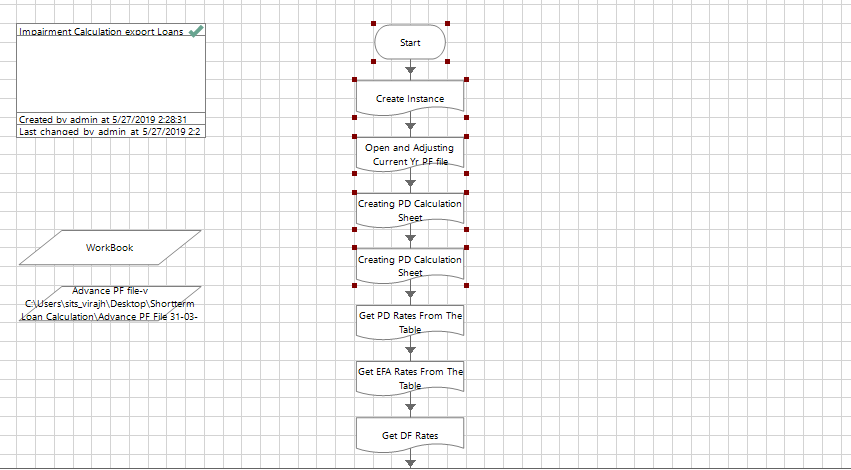 Impairment Calculation export Loans
Created by admin at 5/27/2019 2:28:31
Last changed by admin at 5/27/2019 2:2
WorkBook
Advance PF file-v
C:\Users\sits_virajh\Desktop\Shortterm
Loan Calculation\Advance PF File 31-03-
Start
Create Instance
Open and Adjusting
Current Yr PF file
Creating PD Calculation
Sheet
Creating PD Calculation
Sheet
Get PD Rates From The
Table
Get EFA Rates From The
Table
Get DF Rates